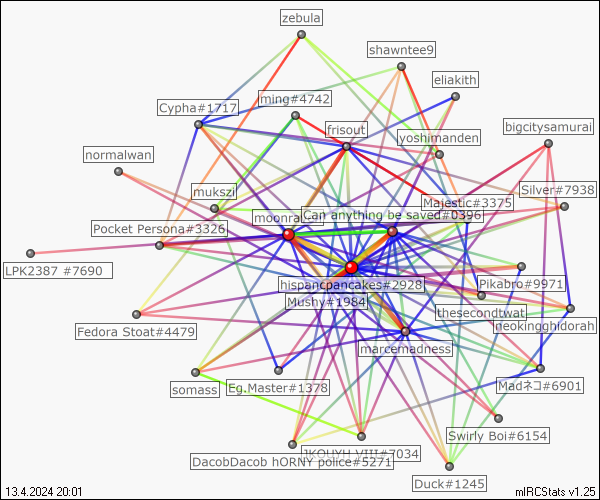 zebula
shawntee9
eliakith
ming#4742
Cypha#1717
frisout
yoshimanden
bigcitysamurai
normalwan
mukszi
Silver#7938
Majestic#3375
Can anything be saved#0396
Pocket Persona#3326
LPK2387 #7690
hispancpancakes#2928
Pikabro#9971
Mushy#1984
thesecondtwat
neokingghidorah
Fedora Stoat#4479
marcemadness
somass
Eg.Master#1378
Madネコ#6901
Swirly Boi#6154
VIII#7034
DacobDacob hORNY police#5271
Duck#1245
13.4.2024 20:01
mIRCStats v1.25